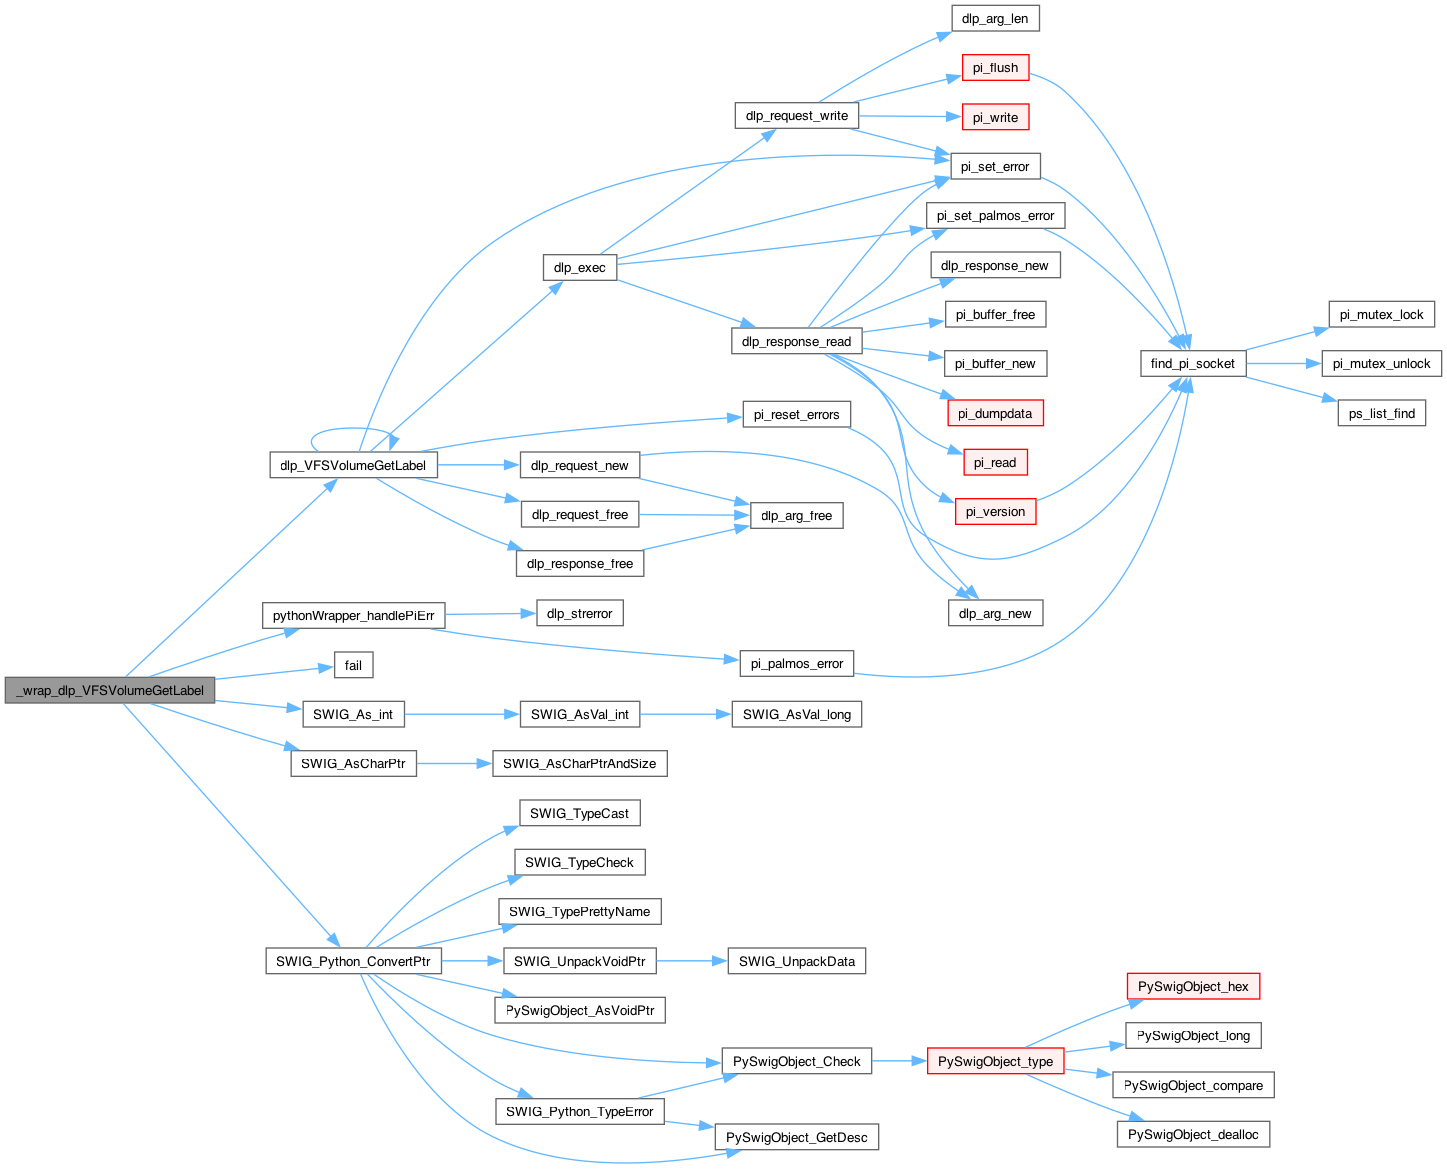 dlp_arg_len
pi_flush
dlp_request_write
pi_write
pi_set_error
pi_set_palmos_error
dlp_exec
dlp_response_new
pi_buffer_free
pi_mutex_lock
dlp_response_read
pi_buffer_new
find_pi_socket
pi_mutex_unlock
pi_reset_errors
pi_dumpdata
ps_list_find
dlp_VFSVolumeGetLabel
dlp_request_new
pi_read
dlp_request_free
dlp_arg_free
pi_version
dlp_response_free
pythonWrapper_handlePiErr
dlp_strerror
dlp_arg_new
fail
pi_palmos_error
_wrap_dlp_VFSVolumeGetLabel
SWIG_As_int
SWIG_AsVal_int
SWIG_AsVal_long
SWIG_AsCharPtr
SWIG_AsCharPtrAndSize
SWIG_TypeCast
SWIG_TypeCheck
SWIG_TypePrettyName
SWIG_Python_ConvertPtr
SWIG_UnpackVoidPtr
SWIG_UnpackData
PySwigObject_hex
PySwigObject_AsVoidPtr
PySwigObject_long
PySwigObject_Check
PySwigObject_type
PySwigObject_compare
SWIG_Python_TypeError
PySwigObject_GetDesc
PySwigObject_dealloc